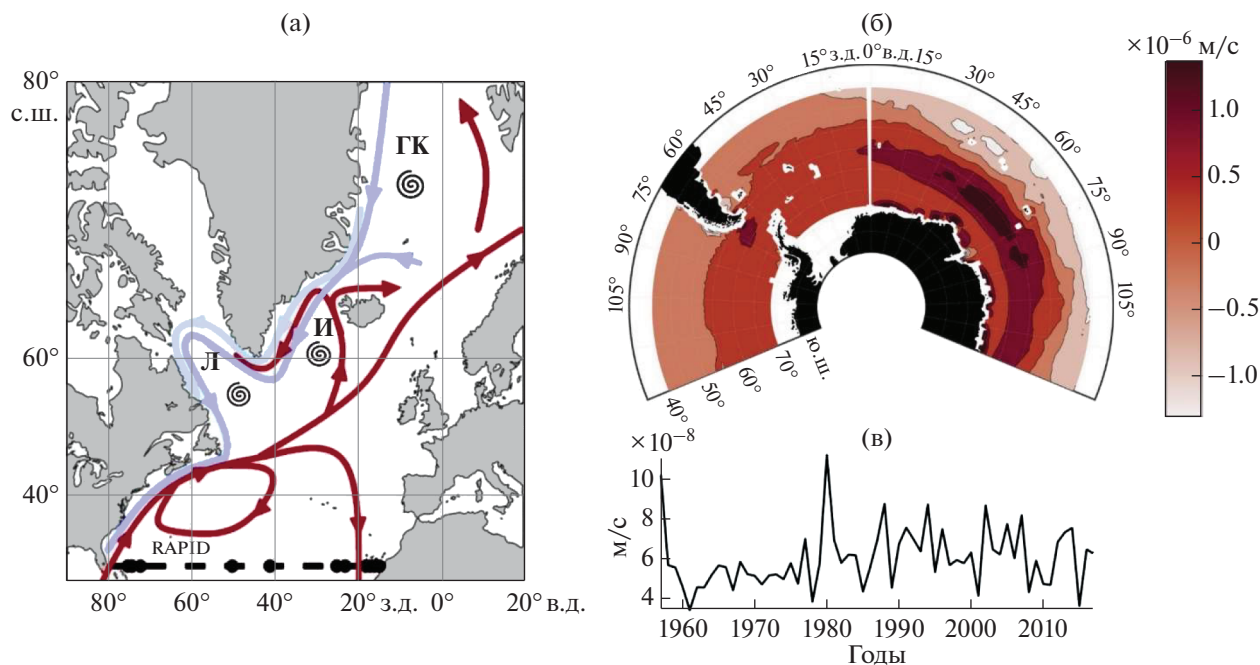 (а)
80°
с.ш.
60°
40°
ГК
И
Л
RAPID
80°
60°
40°
20° з.д.
0°
20° в.д.
(б)
15° з.д. 0° в.д. 15°
30°
45°
60°
75°
90°
105°
30°
45°
60°
75°
90°
105°
40°
50°
60°
70°
ю.ш.
×10⁻⁶ м/с
1.0
0.5
0
−0.5
−1.0
(в)
×10⁻⁸
10
8
6
4
м/с
1960
1970
1980
1990
2000
2010
Годы